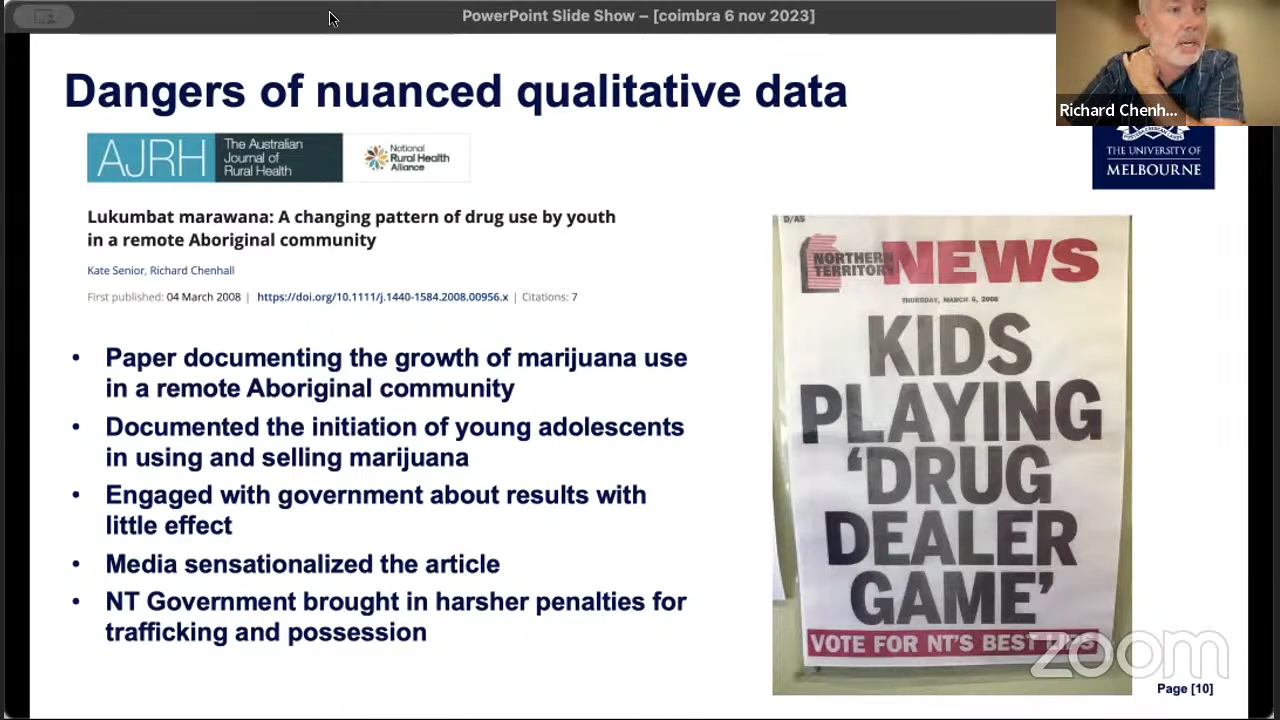 PowerPoint Slide Show – [coimbra 6 nov 2023]
Richard Chenh...
Dangers of nuanced qualitative data
THE UNIVERSITY OF
MELBOURNE
AJRH
The Australian
Journal of
Rural Health
National
Rural Health
Alliance
Lukumbat marawana: A changing pattern of drug use by youth
in a remote Aboriginal community
Kate Senior, Richard Chenhall
First published: 04 March 2008 | https://doi.org/10.1111/j.1440-1584.2008.00956.x | Citations: 7
• Paper documenting the growth of marijuana use
in a remote Aboriginal community
• Documented the initiation of young adolescents
in using and selling marijuana
• Engaged with government about results with
little effect
• Media sensationalized the article
• NT Government brought in harsher penalties for
trafficking and possession
D/AS
NORTHERN
TERRITORY
NEWS
THURSDAY, MARCH 6, 2008
KIDS
PLAYING
‘DRUG
DEALER
GAME’
VOTE FOR NT'S BEST
zoom
Page [10]